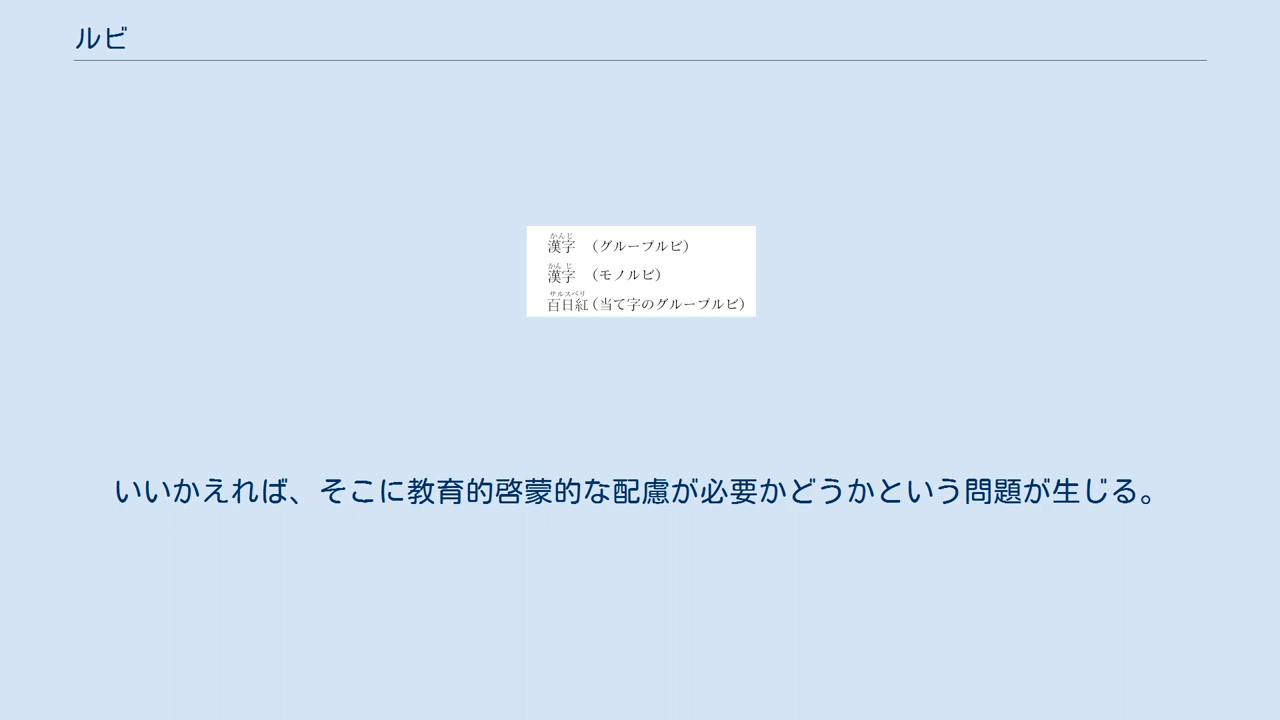 ルビ
かんじ
漢字 （グループルビ）
かん じ
漢字 （モノルビ）
サルスベリ
百日紅（当て字のグループルビ）
いいかえれば、そこに教育的啓蒙的な配慮が必要かどうかという問題が生じる。